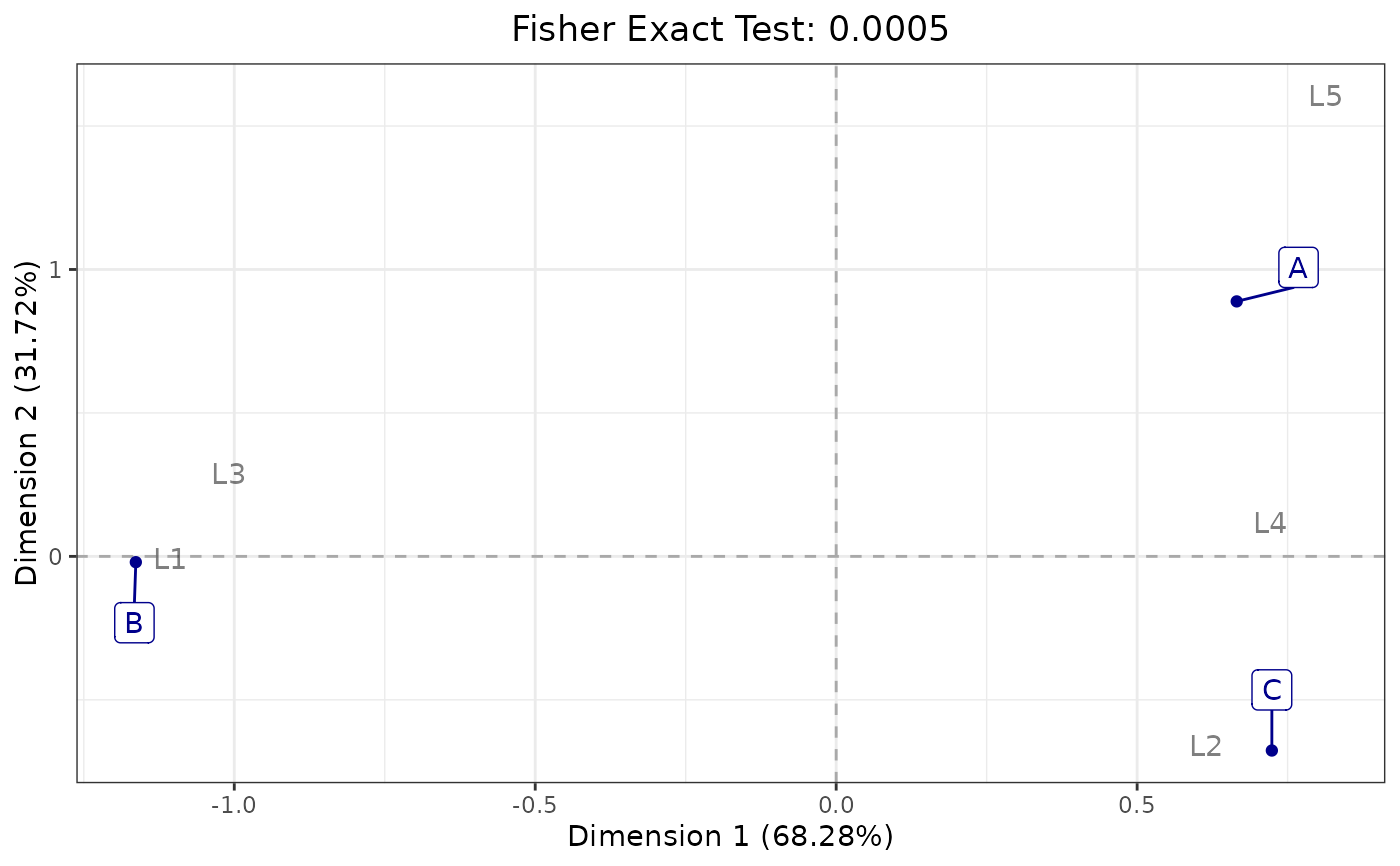 Fisher Exact Test: 0.0005
L5
A
1
Dimension 2 (31.72%)
L3
L4
0
L1
B
C
L2
-1.0
-0.5
0.0
0.5
Dimension 1 (68.28%)